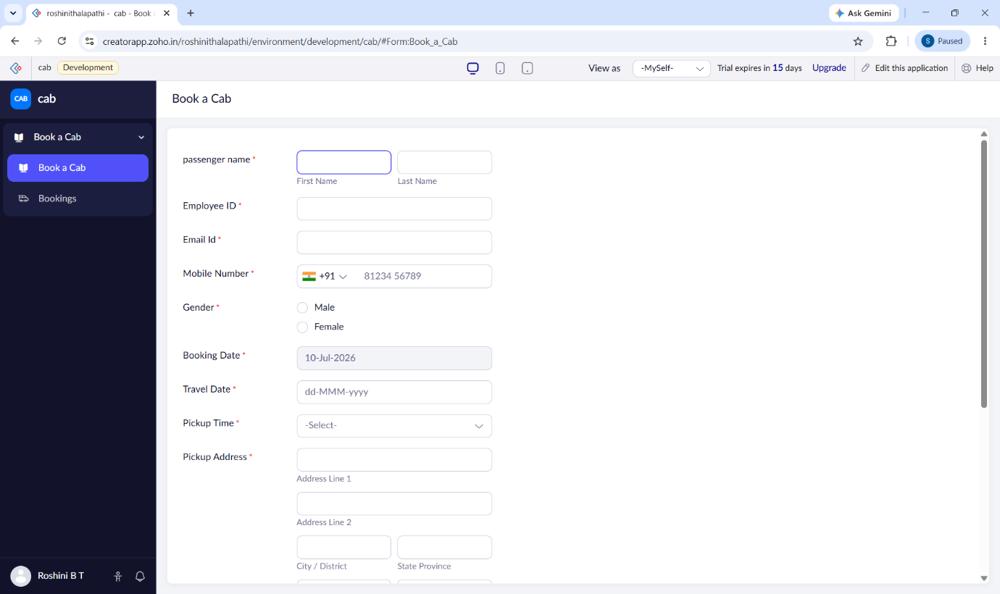 roshinithalapathi - cab - Book
Ask Gemini
creatorapp.zoho.in/roshinithalapathi/environment/development/cab/#Form:Book_a_Cab
S Paused
cab Development View as -MySelf- Trial expires in 15 days Upgrade Edit this application Help
CAB cab
Book a Cab
Book a Cab
Book a Cab
Bookings
passenger name *
First Name Last Name
Employee ID *
Email Id *
Mobile Number * +91 81234 56789
Gender * Male
Female
Booking Date * 10-Jul-2026
Travel Date * dd-MMM-yyyy
Pickup Time * -Select-
Pickup Address *
Address Line 1
Address Line 2
City / District State Province
Roshini B T